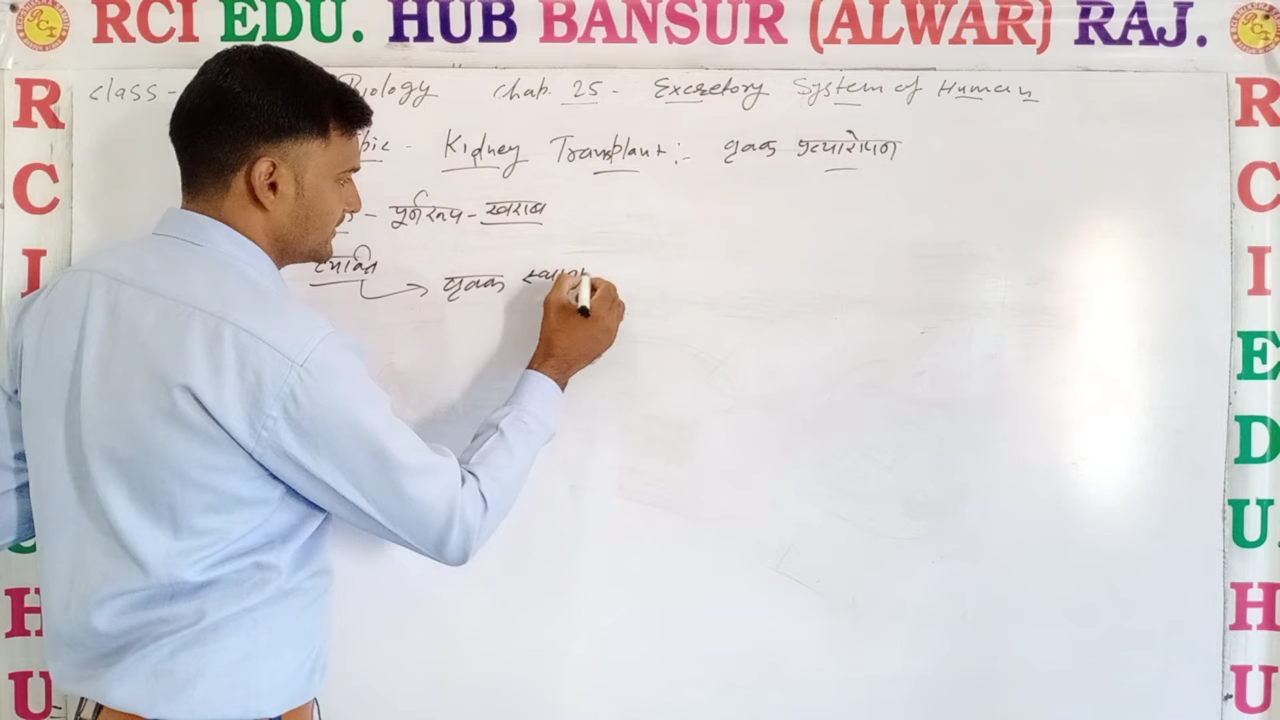 RCI EDU. HUB BANSUR (ALWAR) RAJ.
class- Biology Chap. 25 - Excretory System of Human
- Kidney Transplant :- वृक्क प्रत्यारोपण
- पूर्णरूप - खराब
व्यक्ति → वृक्क
R
C
I
U
H
U
R
C
I
E
D
U.
H
U